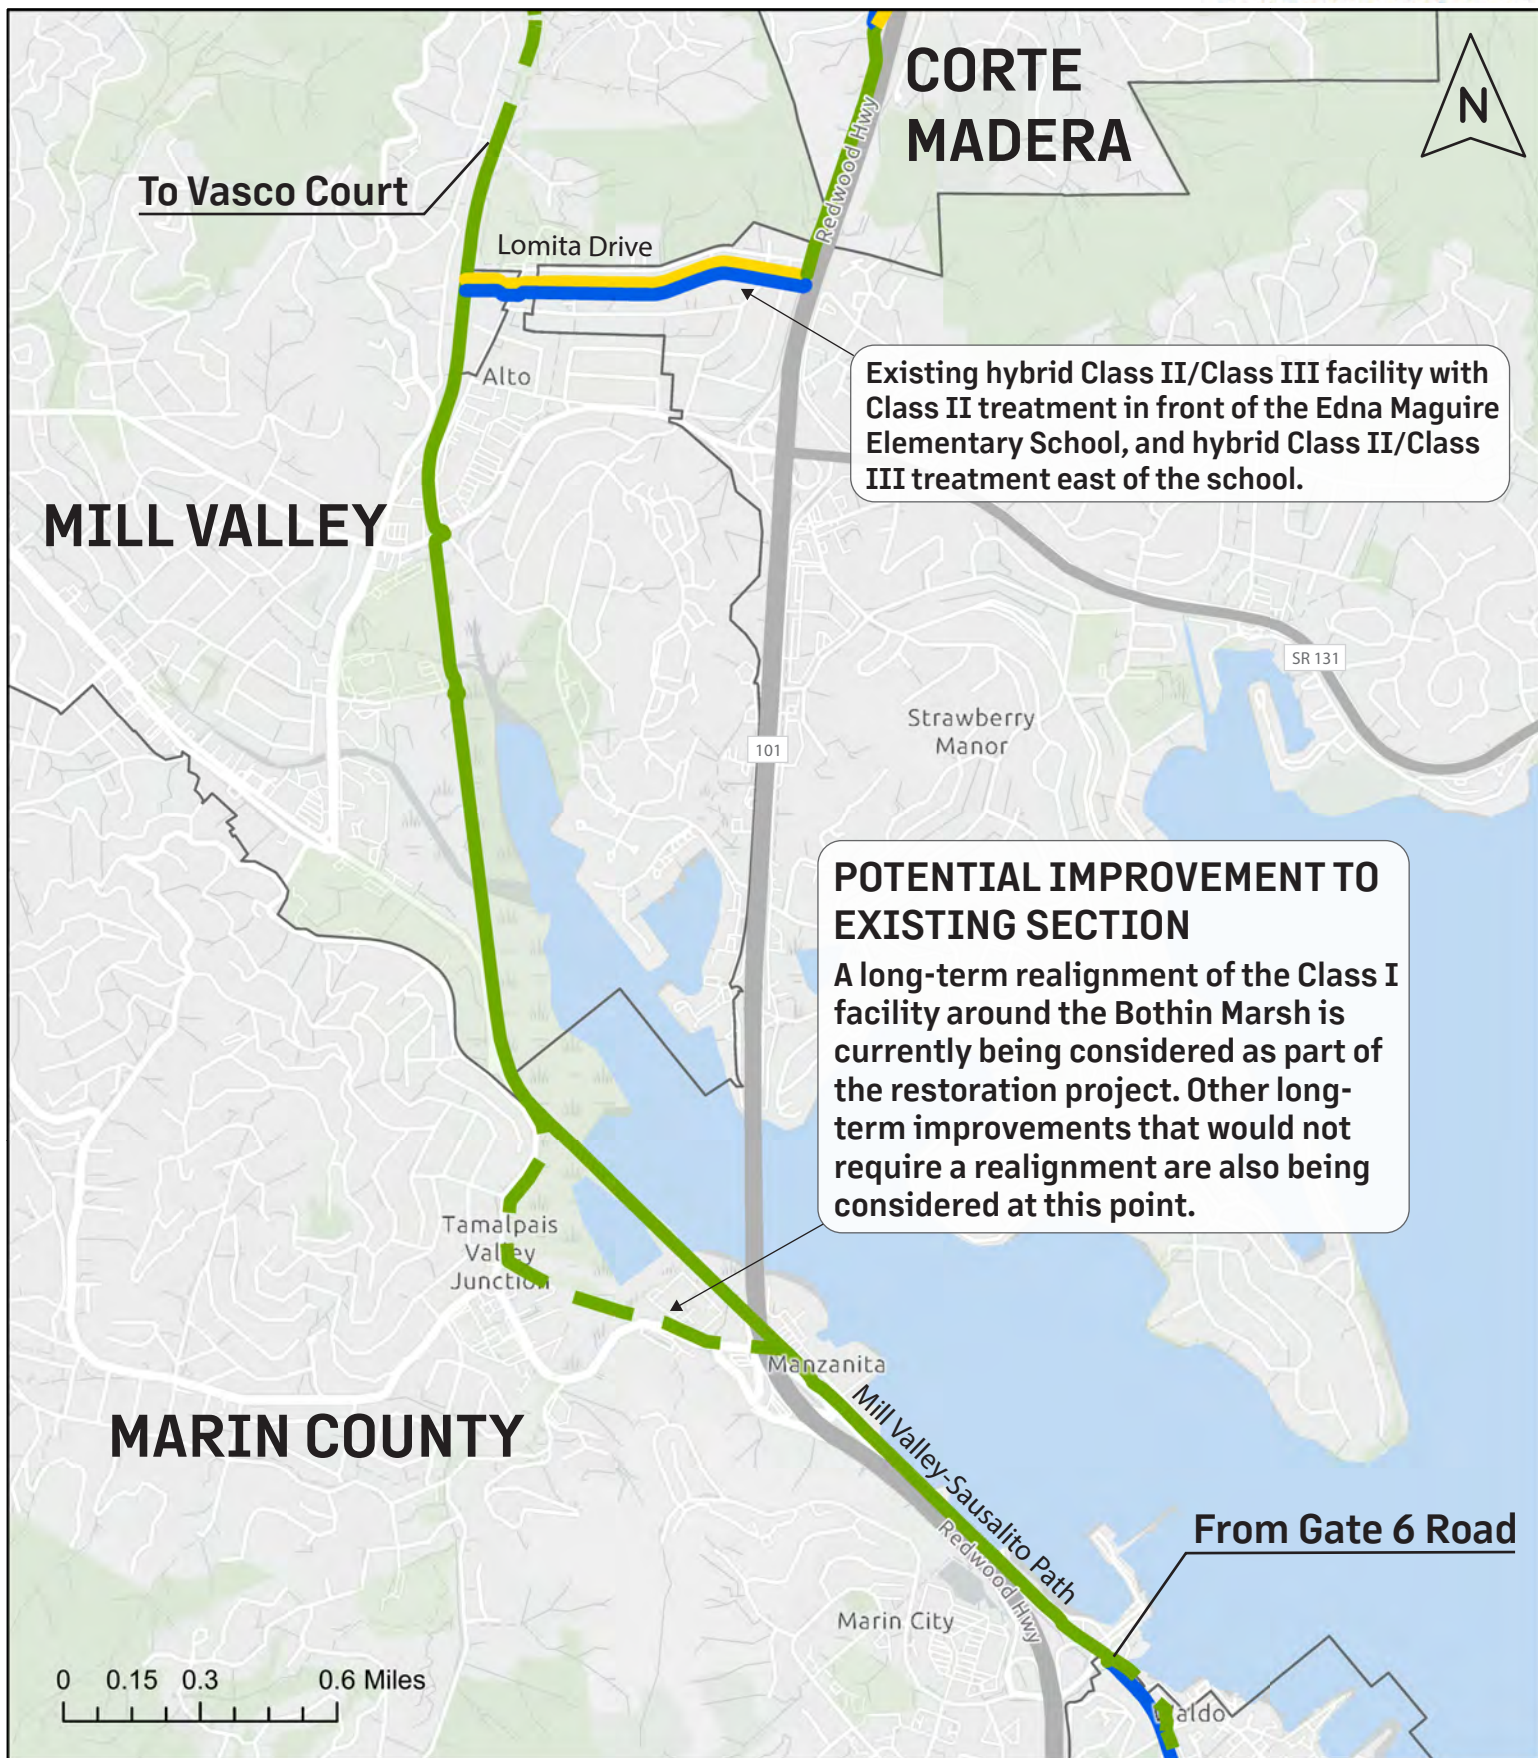 CORTE
MADERA
N
Redwood Hwy
To Vasco Court
Lomita Drive
Alto
Existing hybrid Class II/Class III facility with
Class II treatment in front of the Edna Maguire
Elementary School, and hybrid Class II/Class
III treatment east of the school.
MILL VALLEY
SR 131
Strawberry
Manor
101
POTENTIAL IMPROVEMENT TO
EXISTING SECTION
A long-term realignment of the Class I
facility around the Bothin Marsh is
currently being considered as part of
the restoration project. Other long-
term improvements that would not
require a realignment are also being
considered at this point.
Tamalpais
Valley
Junction
Manzanita
MARIN COUNTY
Mill Valley-Sausalito Path
Redwood Hwy
From Gate 6 Road
Marin City
0 0.15 0.3 0.6 Miles